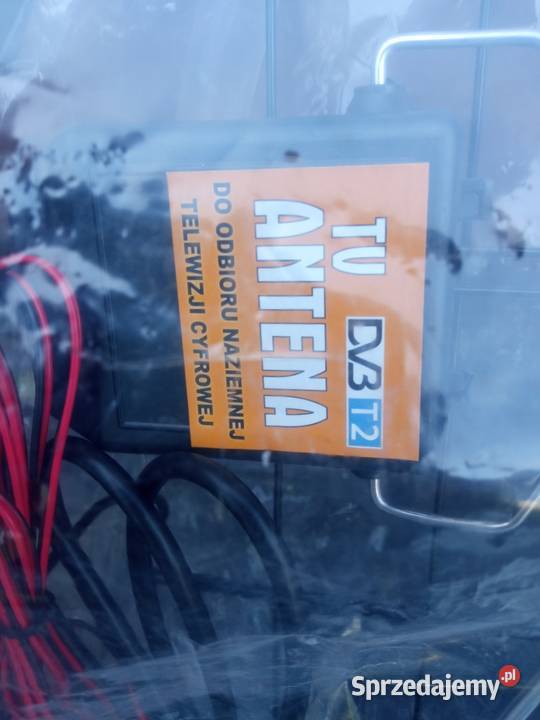 TV DVB T2
ANTENA
DO ODBIORU NAZIEMNEJ
TELEWIZJI CYFROWEJ
Sprzedajemy.pl